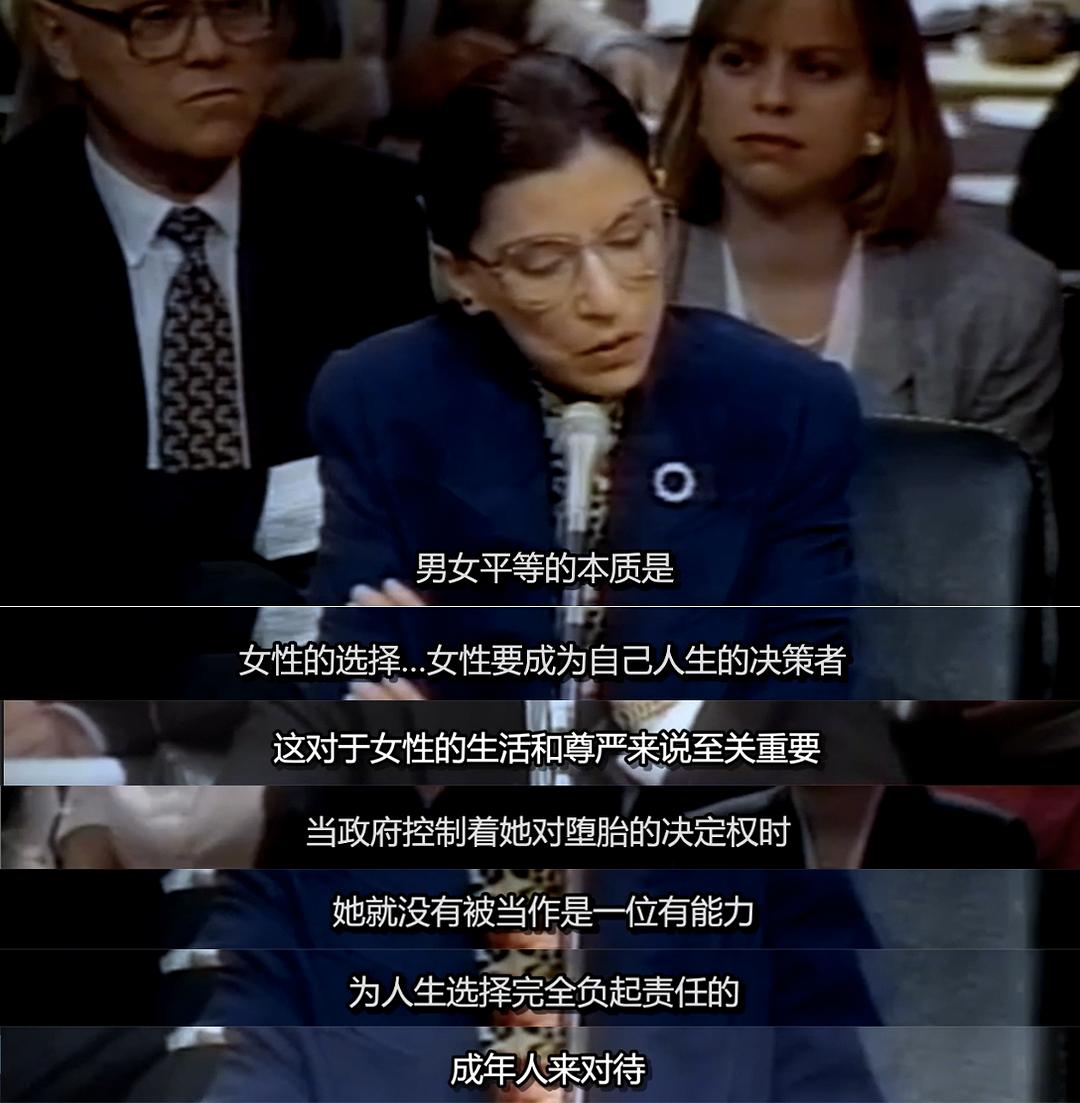 男女平等的本质是
女性的选择...女性要成为自己人生的决策者
这对于女性的生活和尊严来说至关重要
当政府控制着她对堕胎的决定权时
她就没有被当作是一位有能力
为人生选择完全负起责任的
成年人来对待